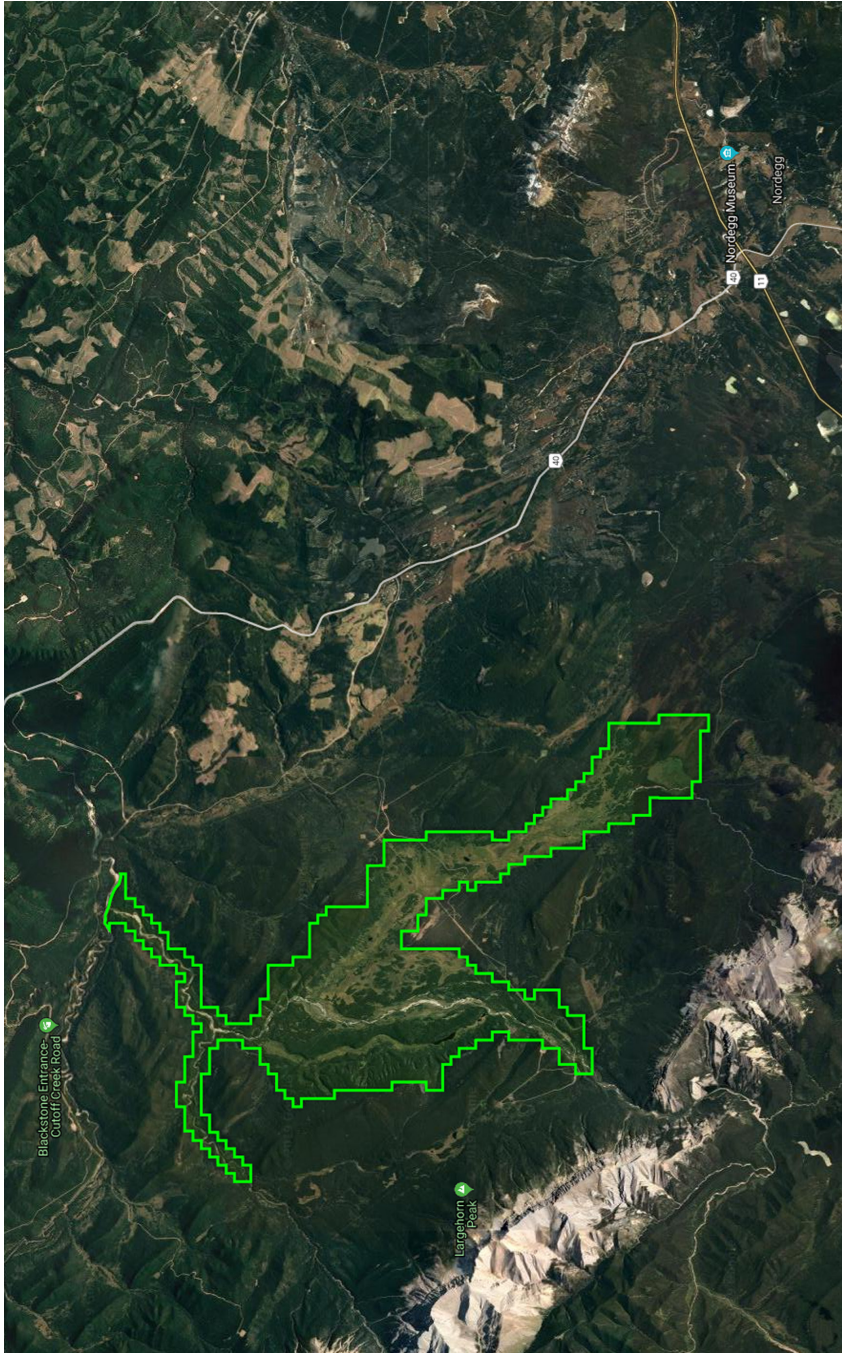 Blackstone Entrance-
Cutoff Creek Road
Largehorn
Peak
40
40
11
Nordegg Museum
Nordegg